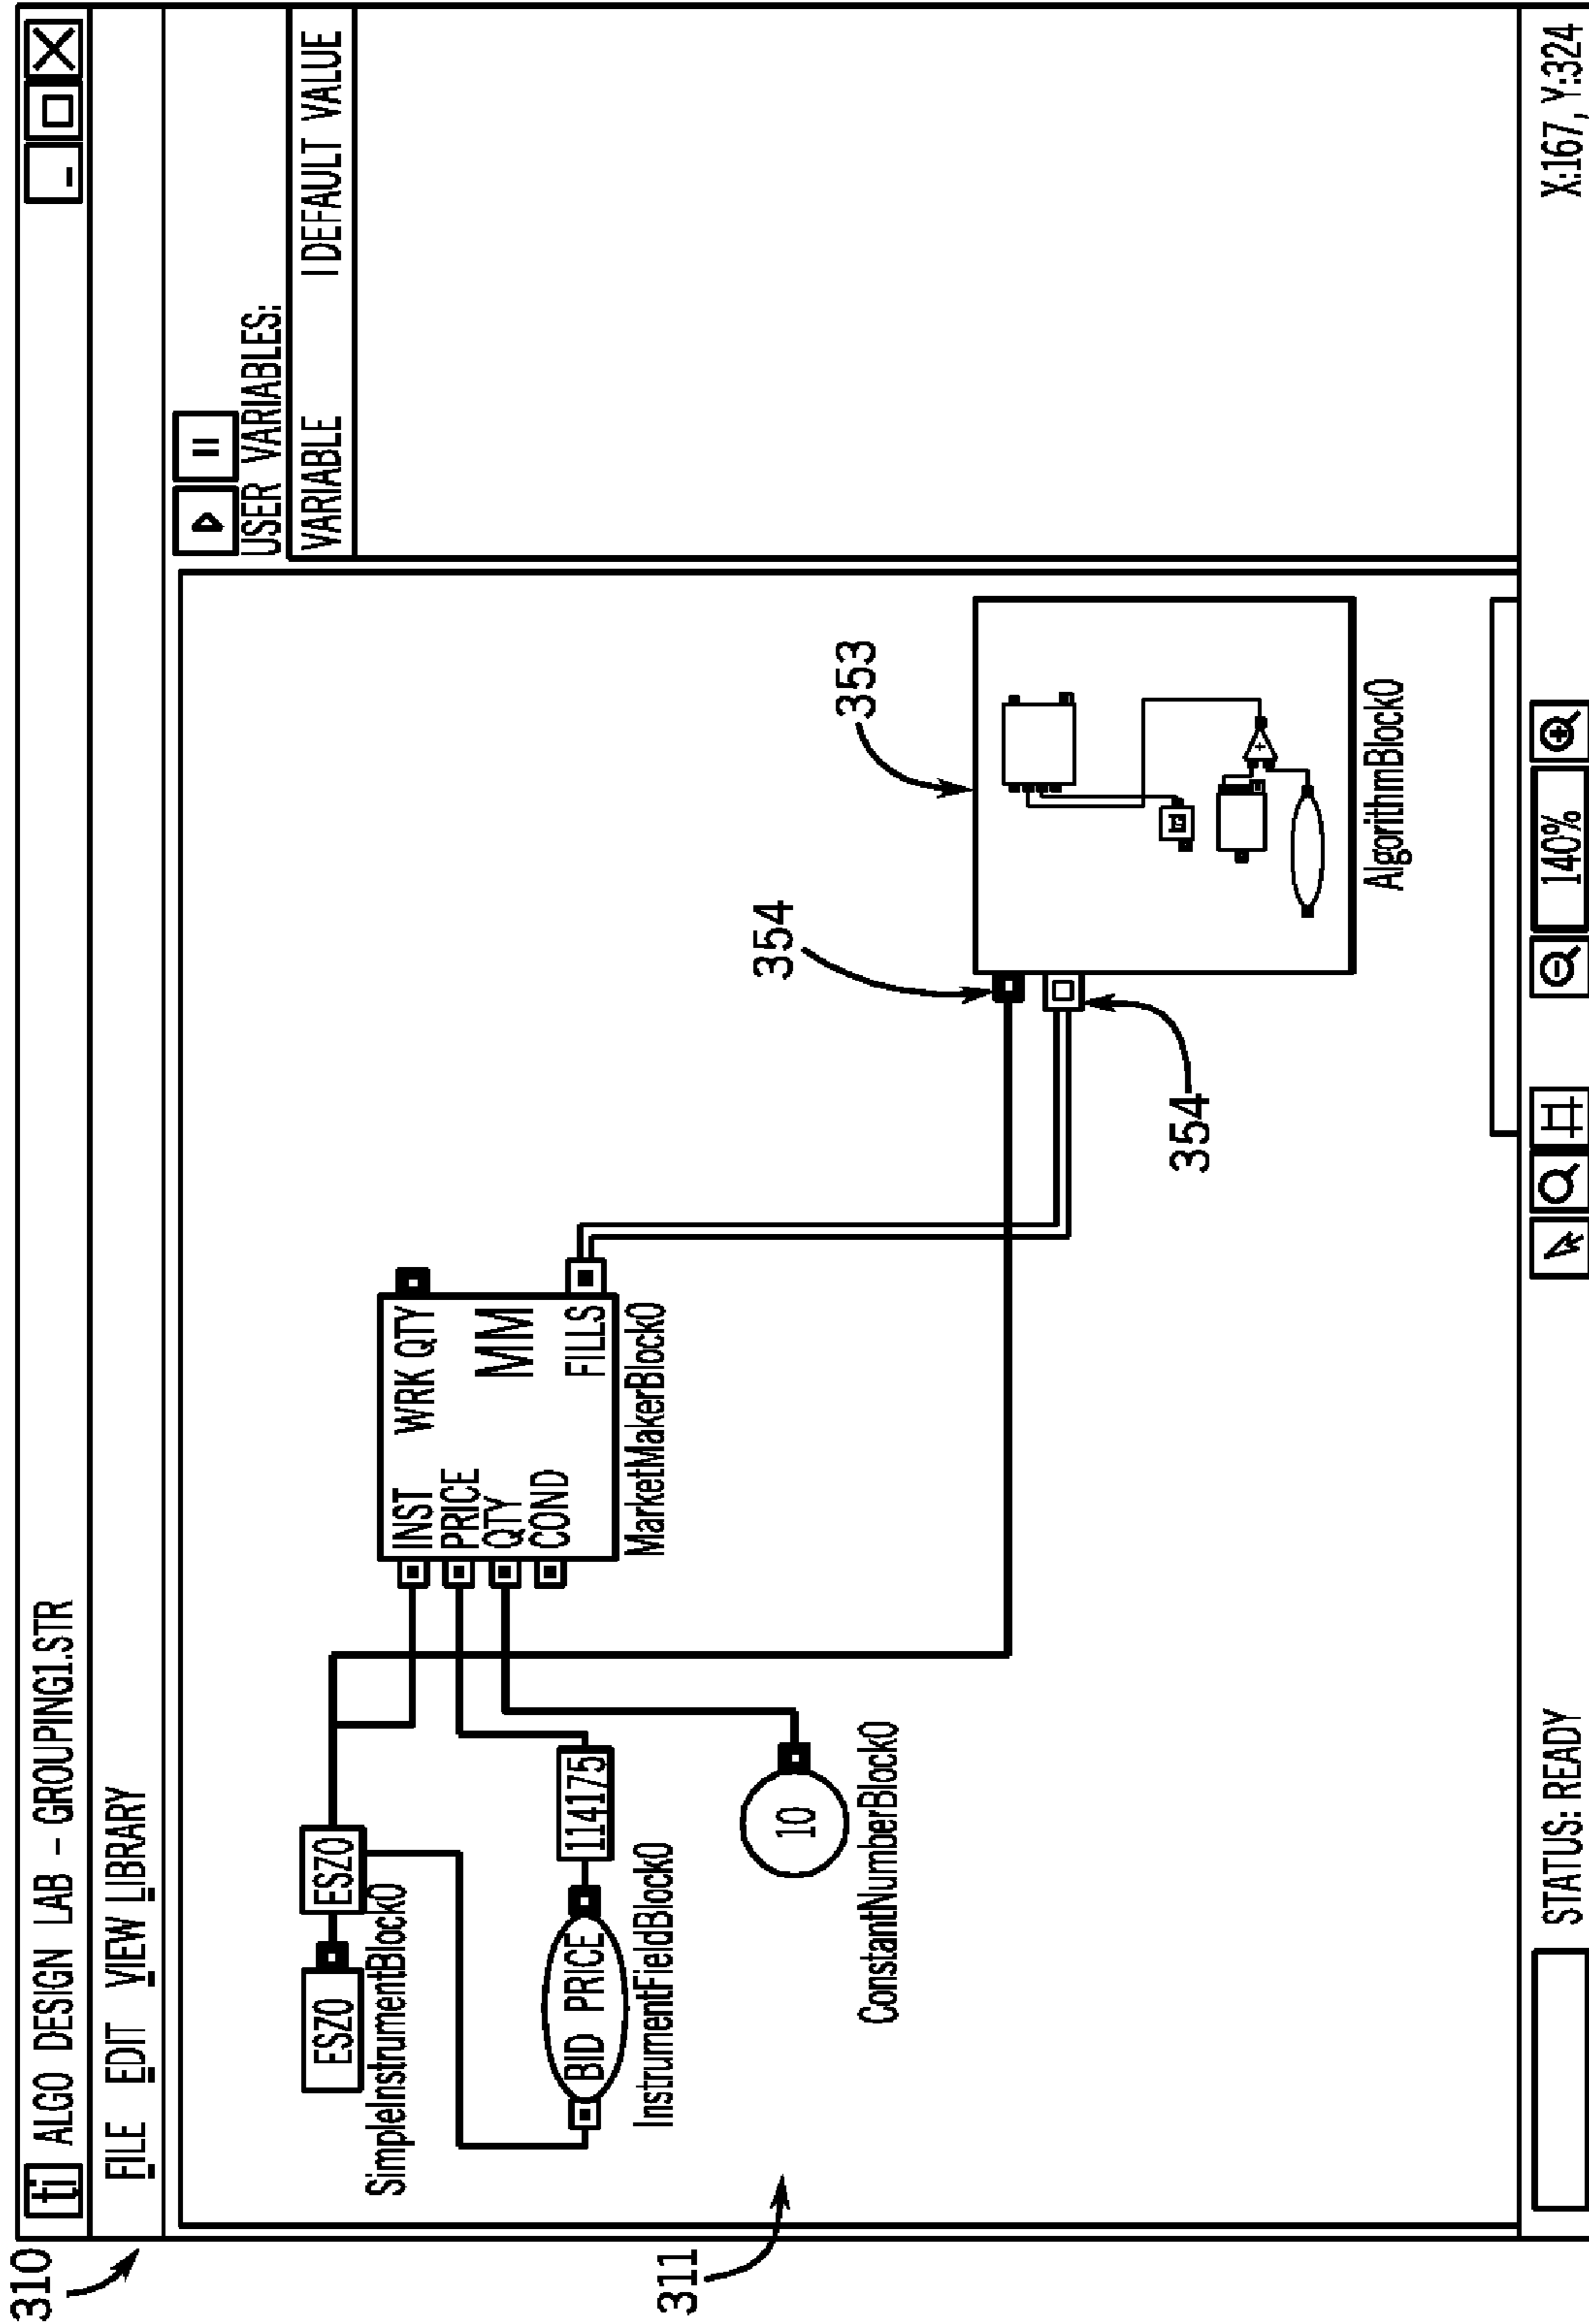 310
ti ALGO DESIGN LAB - GROUPING1.STR
FILE EDIT VIEW LIBRARY
USER VARIABLES:
VARIABLE | DEFAULT VALUE
ESZ0
ESZ0
SimpleInstrumentBlock0
INST WRK QTY
PRICE
QTY MM
COND
FILLS
MarketMakerBlock0
BID PRICE
114175
InstrumentFieldBlock0
10
ConstantNumberBlock0
311
353
354
354
+
AlgorithmBlock0
STATUS: READY
140%
X:167, Y:324